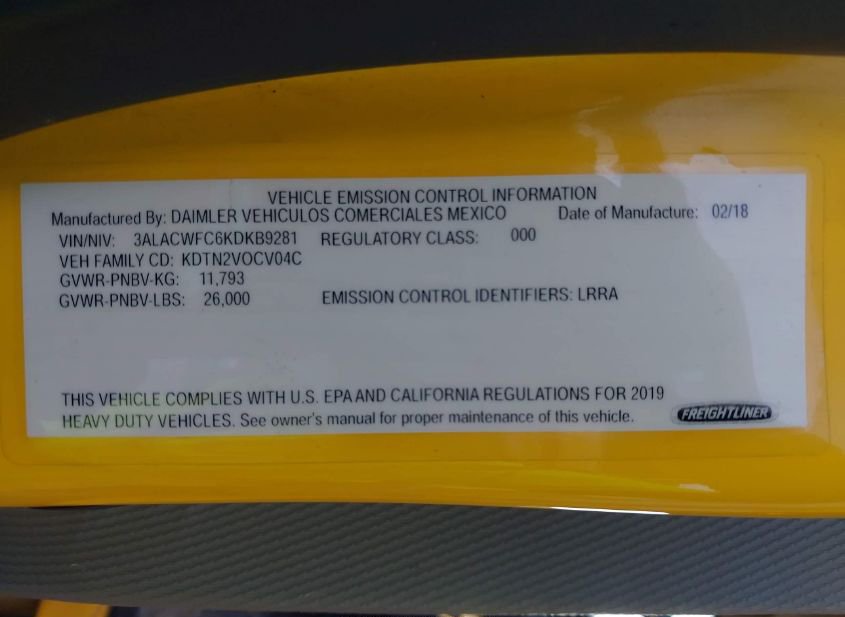 VEHICLE EMISSION CONTROL INFORMATION
Manufactured By: DAIMLER VEHICULOS COMERCIALES MEXICO Date of Manufacture: 02/18
VIN/NIV: 3ALACWFC6KDKB9281 REGULATORY CLASS: 000
VEH FAMILY CD: KDTN2VOCV04C
GVWR-PNBV-KG: 11,793
GVWR-PNBV-LBS: 26,000 EMISSION CONTROL IDENTIFIERS: LRRA
THIS VEHICLE COMPLIES WITH U.S. EPA AND CALIFORNIA REGULATIONS FOR 2019
HEAVY DUTY VEHICLES. See owner's manual for proper maintenance of this vehicle.
FREIGHTLINER